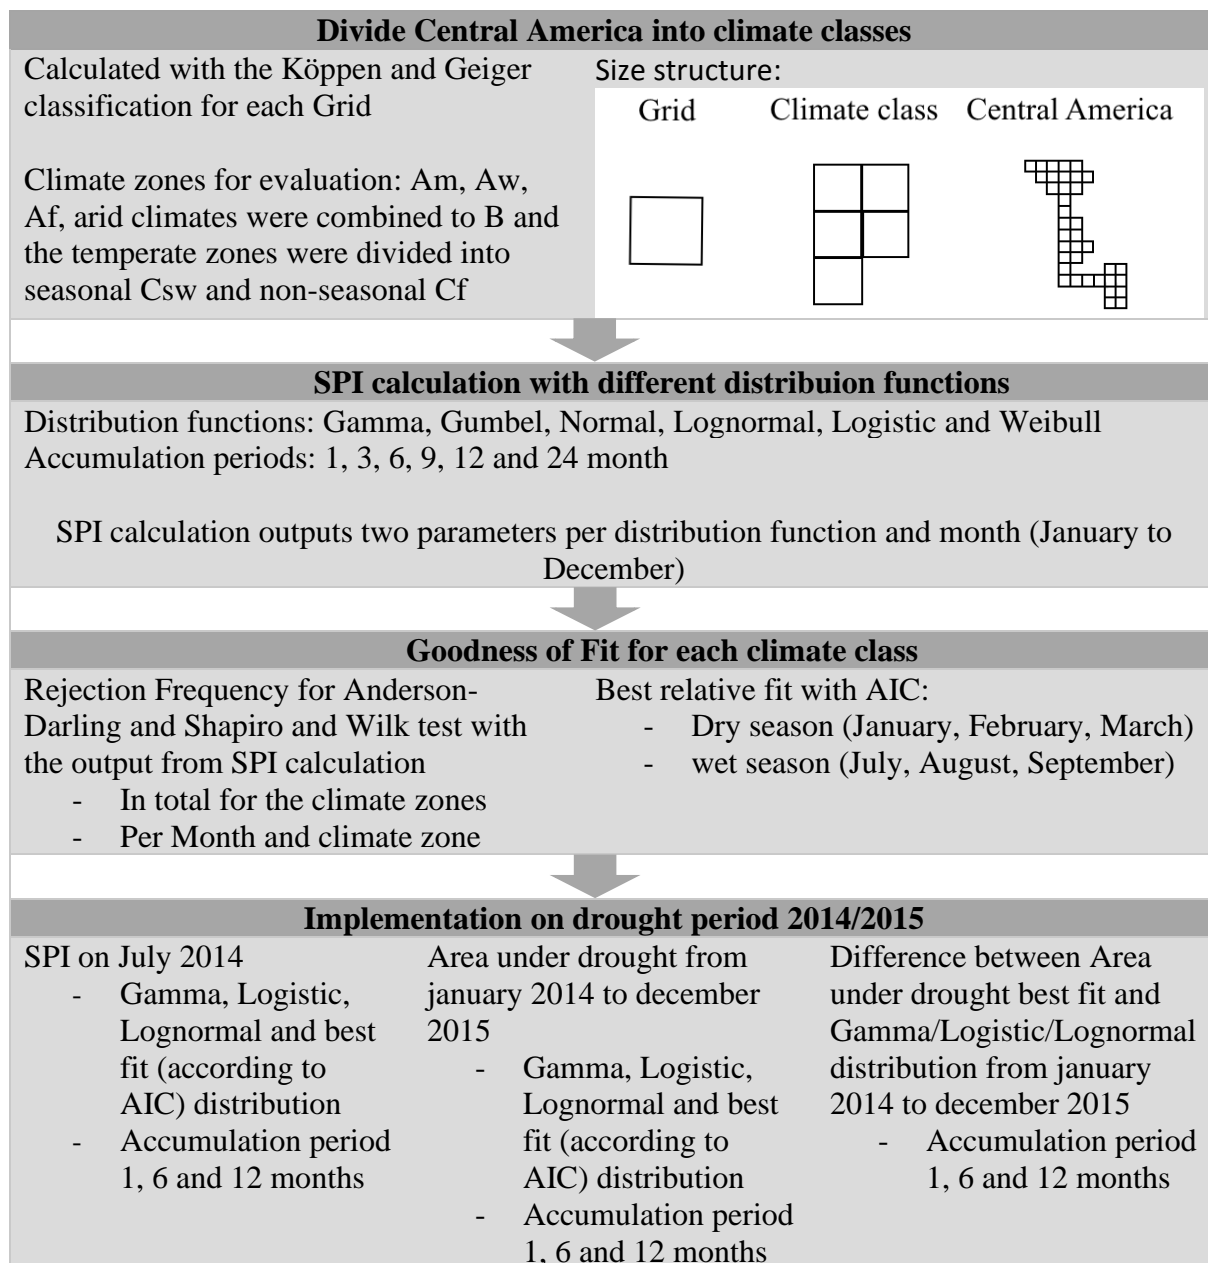 Divide Central America into climate classes
Calculated with the Köppen and Geiger
classification for each Grid
Climate zones for evaluation: Am, Aw,
Af, arid climates were combined to B and
the temperate zones were divided into
seasonal Csw and non-seasonal Cf
Size structure:
Grid Climate class Central America
SPI calculation with different distribuion functions
Distribution functions: Gamma, Gumbel, Normal, Lognormal, Logistic and Weibull
Accumulation periods: 1, 3, 6, 9, 12 and 24 month
SPI calculation outputs two parameters per distribution function and month (January to
December)
Goodness of Fit for each climate class
Rejection Frequency for Anderson-
Darling and Shapiro and Wilk test with
the output from SPI calculation
- In total for the climate zones
- Per Month and climate zone
Best relative fit with AIC:
- Dry season (January, February, March)
- wet season (July, August, September)
Implementation on drought period 2014/2015
SPI on July 2014
- Gamma, Logistic,
Lognormal and best
fit (according to
AIC) distribution
- Accumulation period
1, 6 and 12 months
Area under drought from
january 2014 to december
2015
- Gamma, Logistic,
Lognormal and best
fit (according to
AIC) distribution
- Accumulation period
1, 6 and 12 months
Difference between Area
under drought best fit and
Gamma/Logistic/Lognormal
distribution from january
2014 to december 2015
- Accumulation period
1, 6 and 12 months